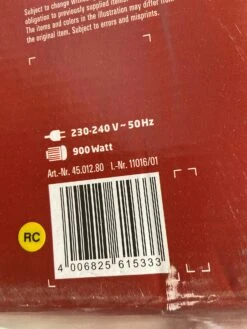 Subject to change without
obligation to previously supplied items.
The items and colors in the illustration may differ from
the original item. Subject to errors and misprints.
230-240 V ~ 50 Hz
900 Watt
Art.-Nr. 45.012.80 I.-Nr. 11016/01
RC
4 006825 615333